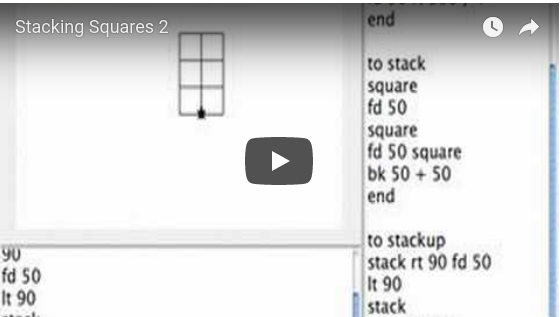 Stacking Squares 2
end
to stack
square
fd 50
square
fd 50 square
bk 50 + 50
end
to stackup
stack rt 90 fd 50
lt 90
stack
90
fd 50
lt 90